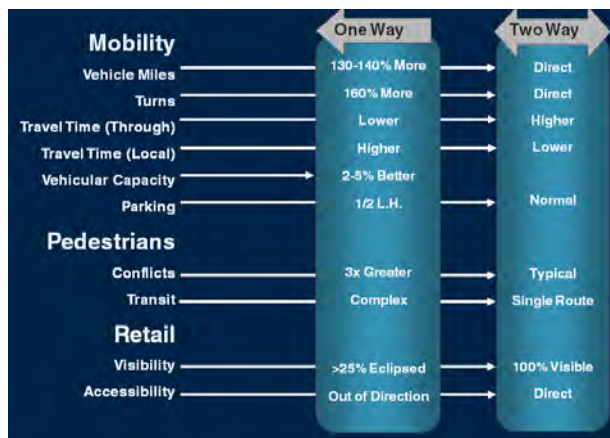 One Way Two Way
Mobility
Vehicle Miles 130-140% More Direct
Turns 160% More Direct
Travel Time (Through) Lower Higher
Travel Time (Local) Higher Lower
Vehicular Capacity 2-5% Better
Parking 1/2 L.H. Normal
Pedestrians
Conflicts 3x Greater Typical
Transit Complex Single Route
Retail
Visibility >25% Eclipsed 100% Visible
Accessibility Out of Direction Direct